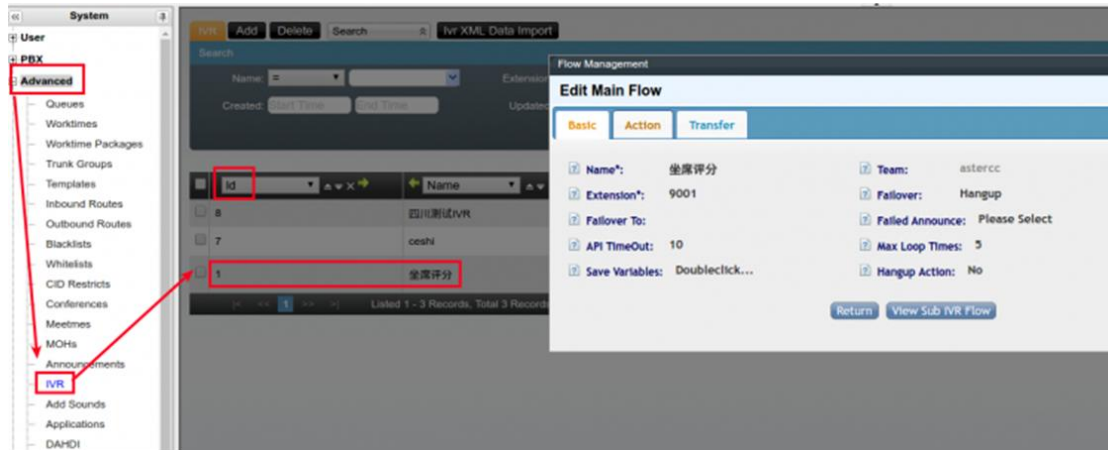 System
User
PBX
Advanced
Queues
Worktimes
Worktime Packages
Trunk Groups
Templates
Inbound Routes
Outbound Routes
Blacklists
Whitelists
CID Restricts
Conferences
Meetmes
MOHs
Announcements
IVR
Add Sounds
Applications
DAHDI
IVR Add Delete Search Ivr XML Data Import
Search
Name: = Extension
Created: Start Time End Time Updated
Id Name
8 四川测试IVR
7 ceshi
1 坐席评分
|< << 1 >> >| Listed 1 - 3 Records, Total 3 Records
Flow Management
Edit Main Flow
Basic Action Transfer
Name*: 坐席评分 Team: astercc
Extension*: 9001 Failover: Hangup
Failover To: Failed Announce: Please Select
API TimeOut: 10 Max Loop Times: 5
Save Variables: Doubleclick... Hangup Action: No
Return View Sub IVR Flow